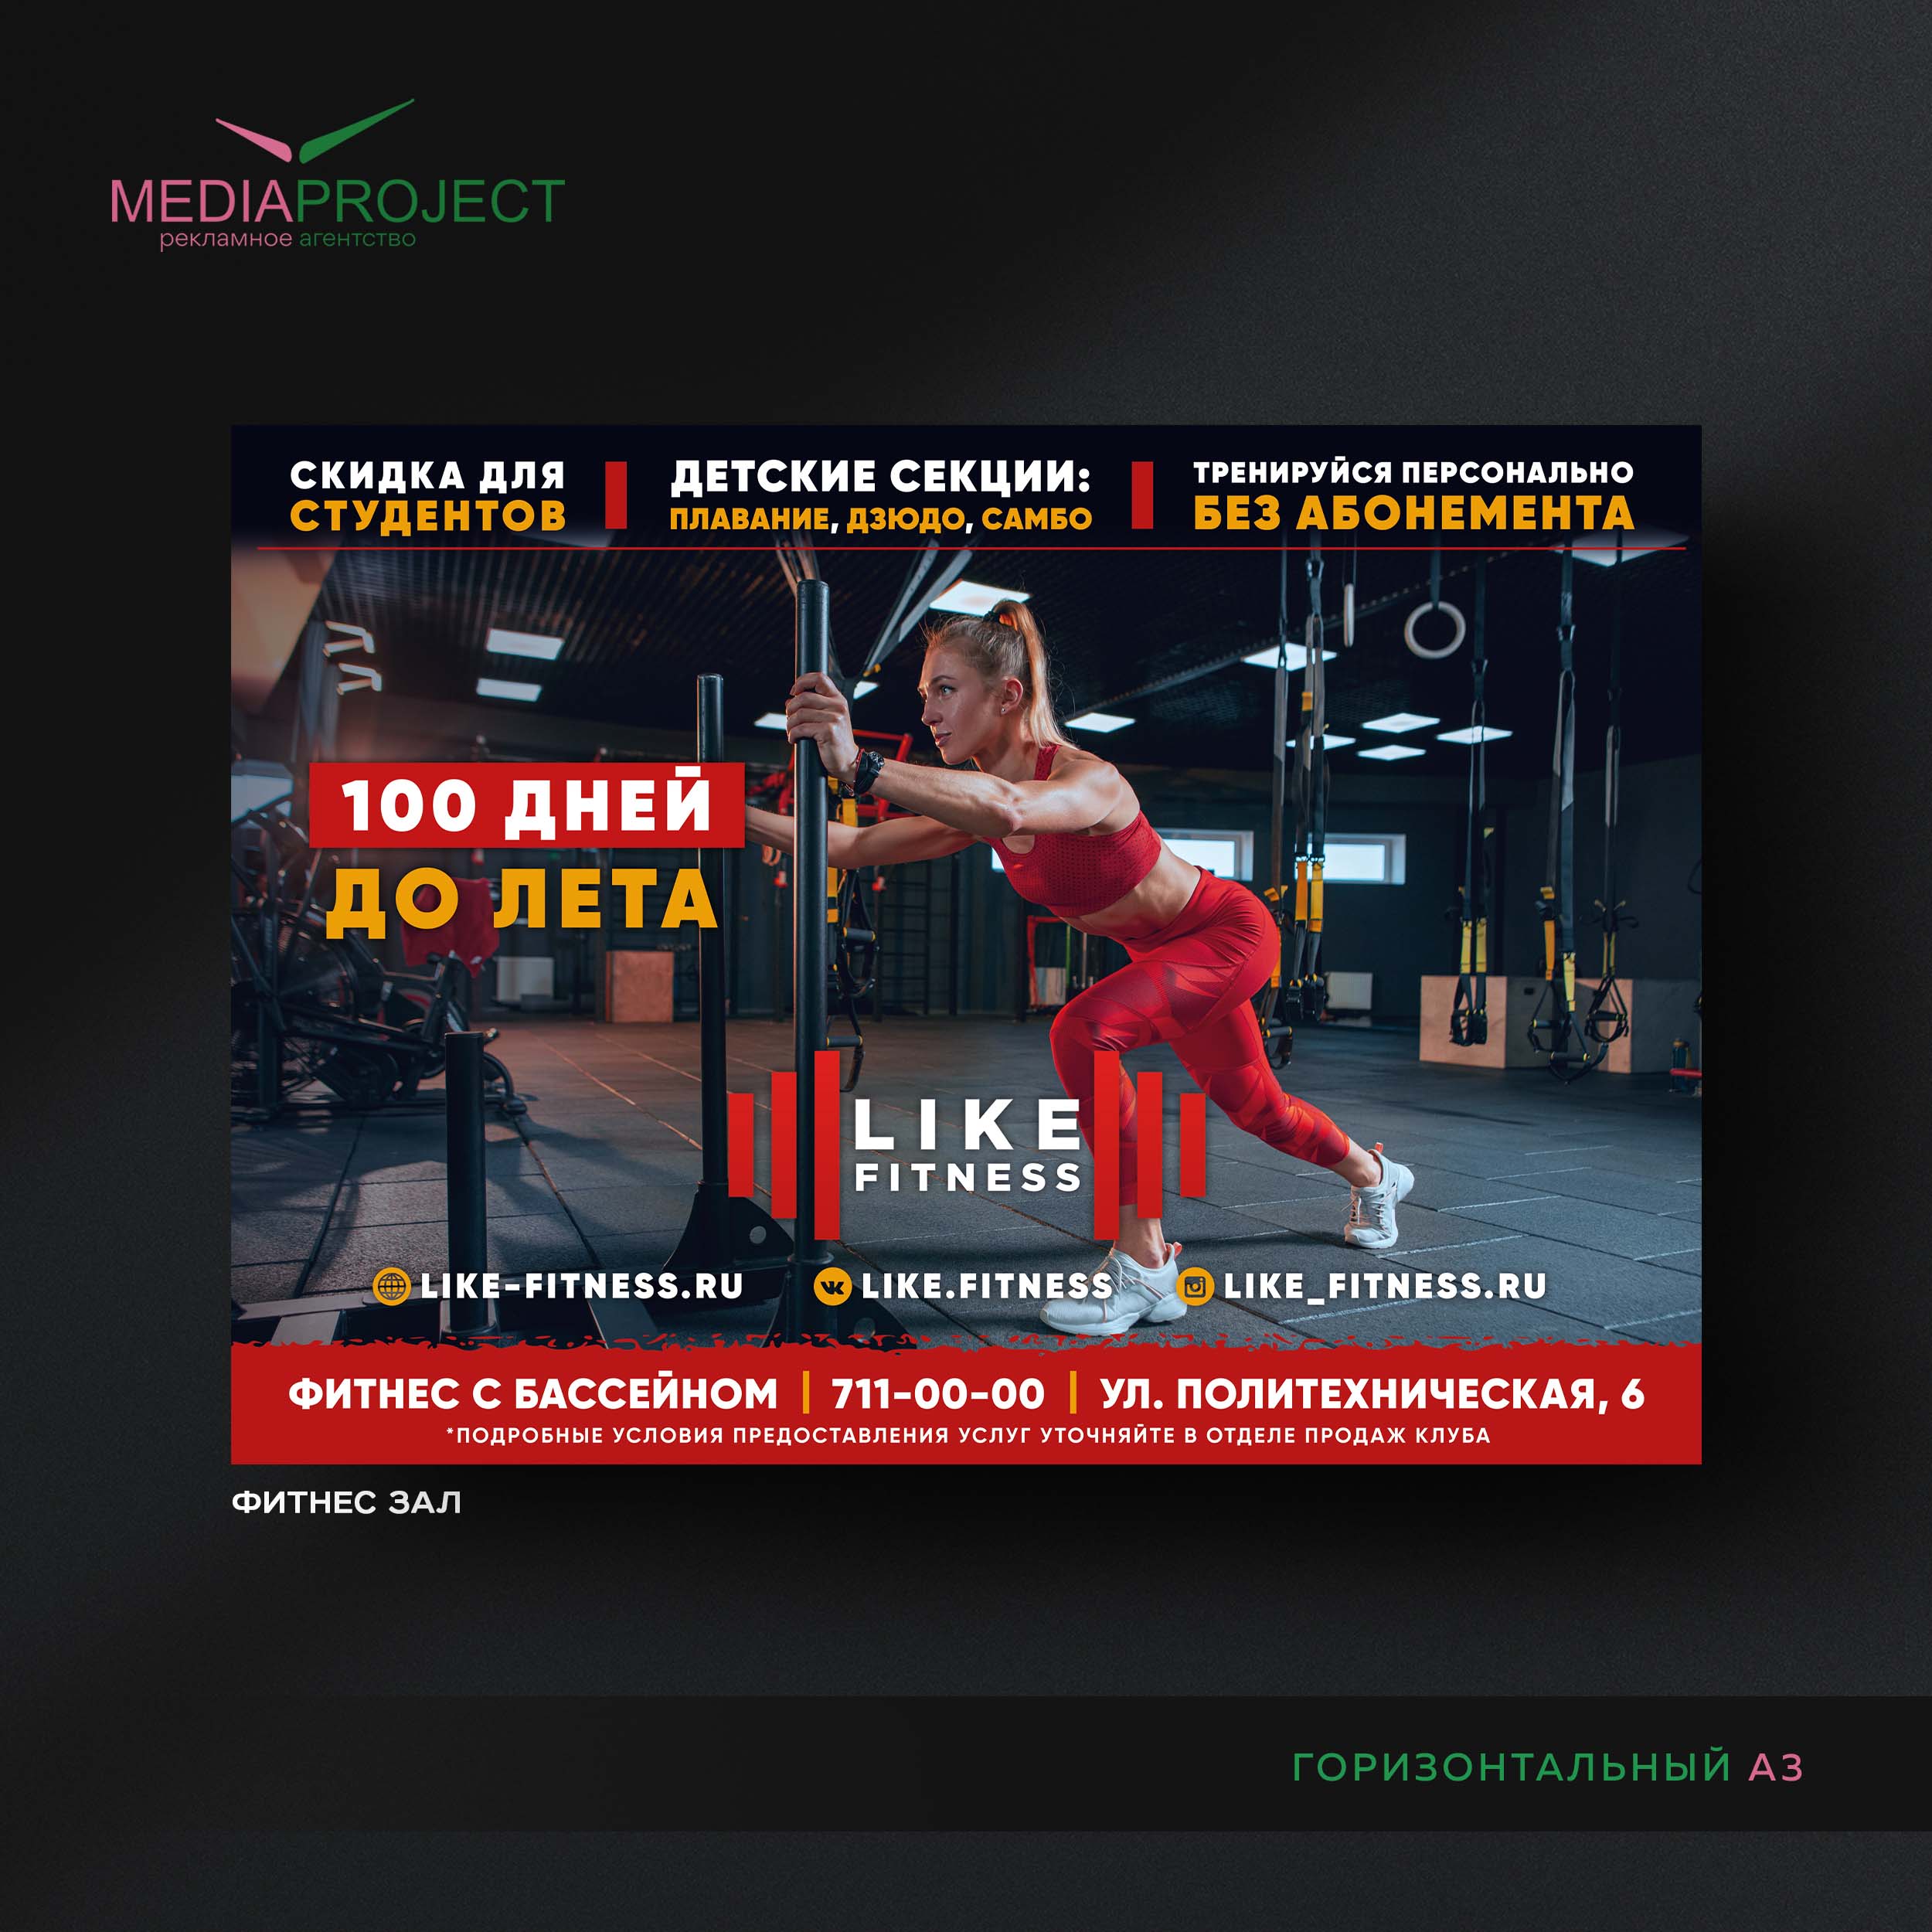 MEDIAPROJECT
рекламное агентство
СКИДКА ДЛЯ
СТУДЕНТОВ
ДЕТСКИЕ СЕКЦИИ:
ПЛАВАНИЕ, ДЗЮДО, САМБО
ТРЕНИРУЙСЯ ПЕРСОНАЛЬНО
БЕЗ АБОНЕМЕНТА
100 ДНЕЙ
ДО ЛЕТА
LIKE
FITNESS
LIKE-FITNESS.RU
LIKE.FITNESS
LIKE_FITNESS.RU
ФИТНЕС С БАССЕЙНОМ | 711-00-00 | УЛ. ПОЛИТЕХНИЧЕСКАЯ, 6
*ПОДРОБНЫЕ УСЛОВИЯ ПРЕДОСТАВЛЕНИЯ УСЛУГ УТОЧНЯЙТЕ В ОТДЕЛЕ ПРОДАЖ КЛУБА
ФИТНЕС ЗАЛ
ГОРИЗОНТАЛЬНЫЙ А3